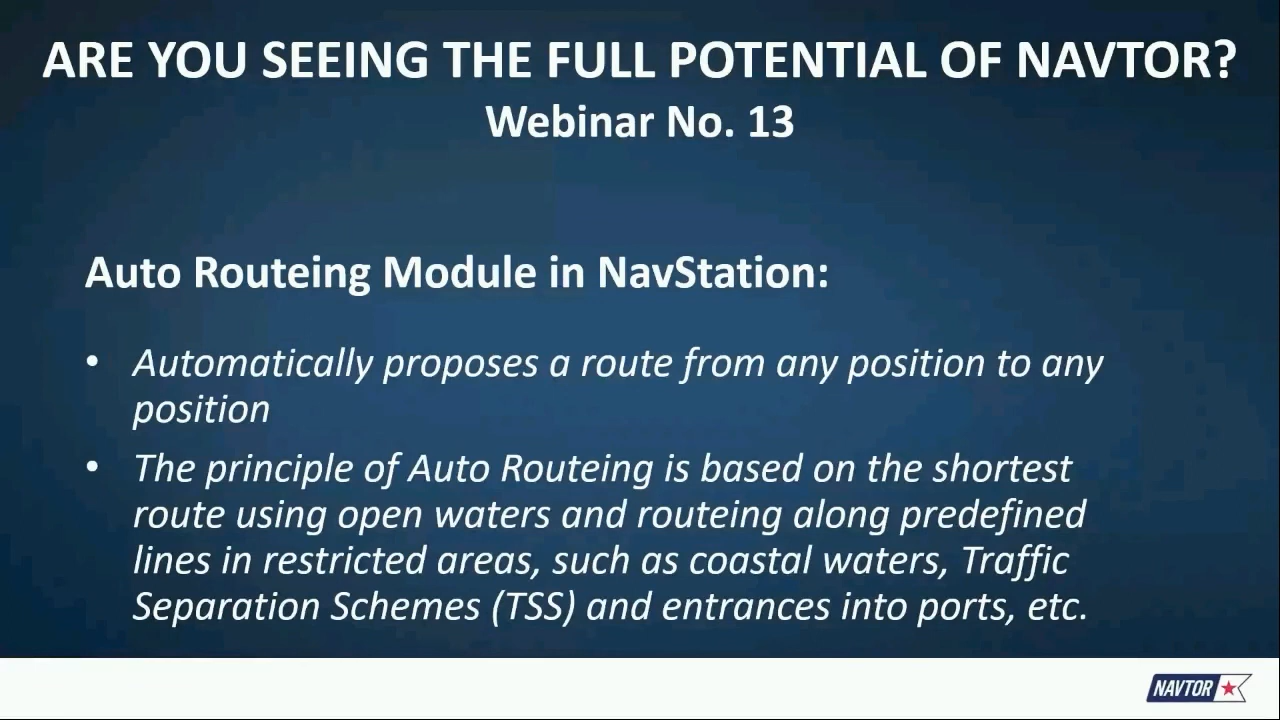 ARE YOU SEEING THE FULL POTENTIAL OF NAVTOR?
Webinar No. 13
Auto Routeing Module in NavStation:
• Automatically proposes a route from any position to any
position
• The principle of Auto Routeing is based on the shortest
route using open waters and routeing along predefined
lines in restricted areas, such as coastal waters, Traffic
Separation Schemes (TSS) and entrances into ports, etc.
NAVTOR